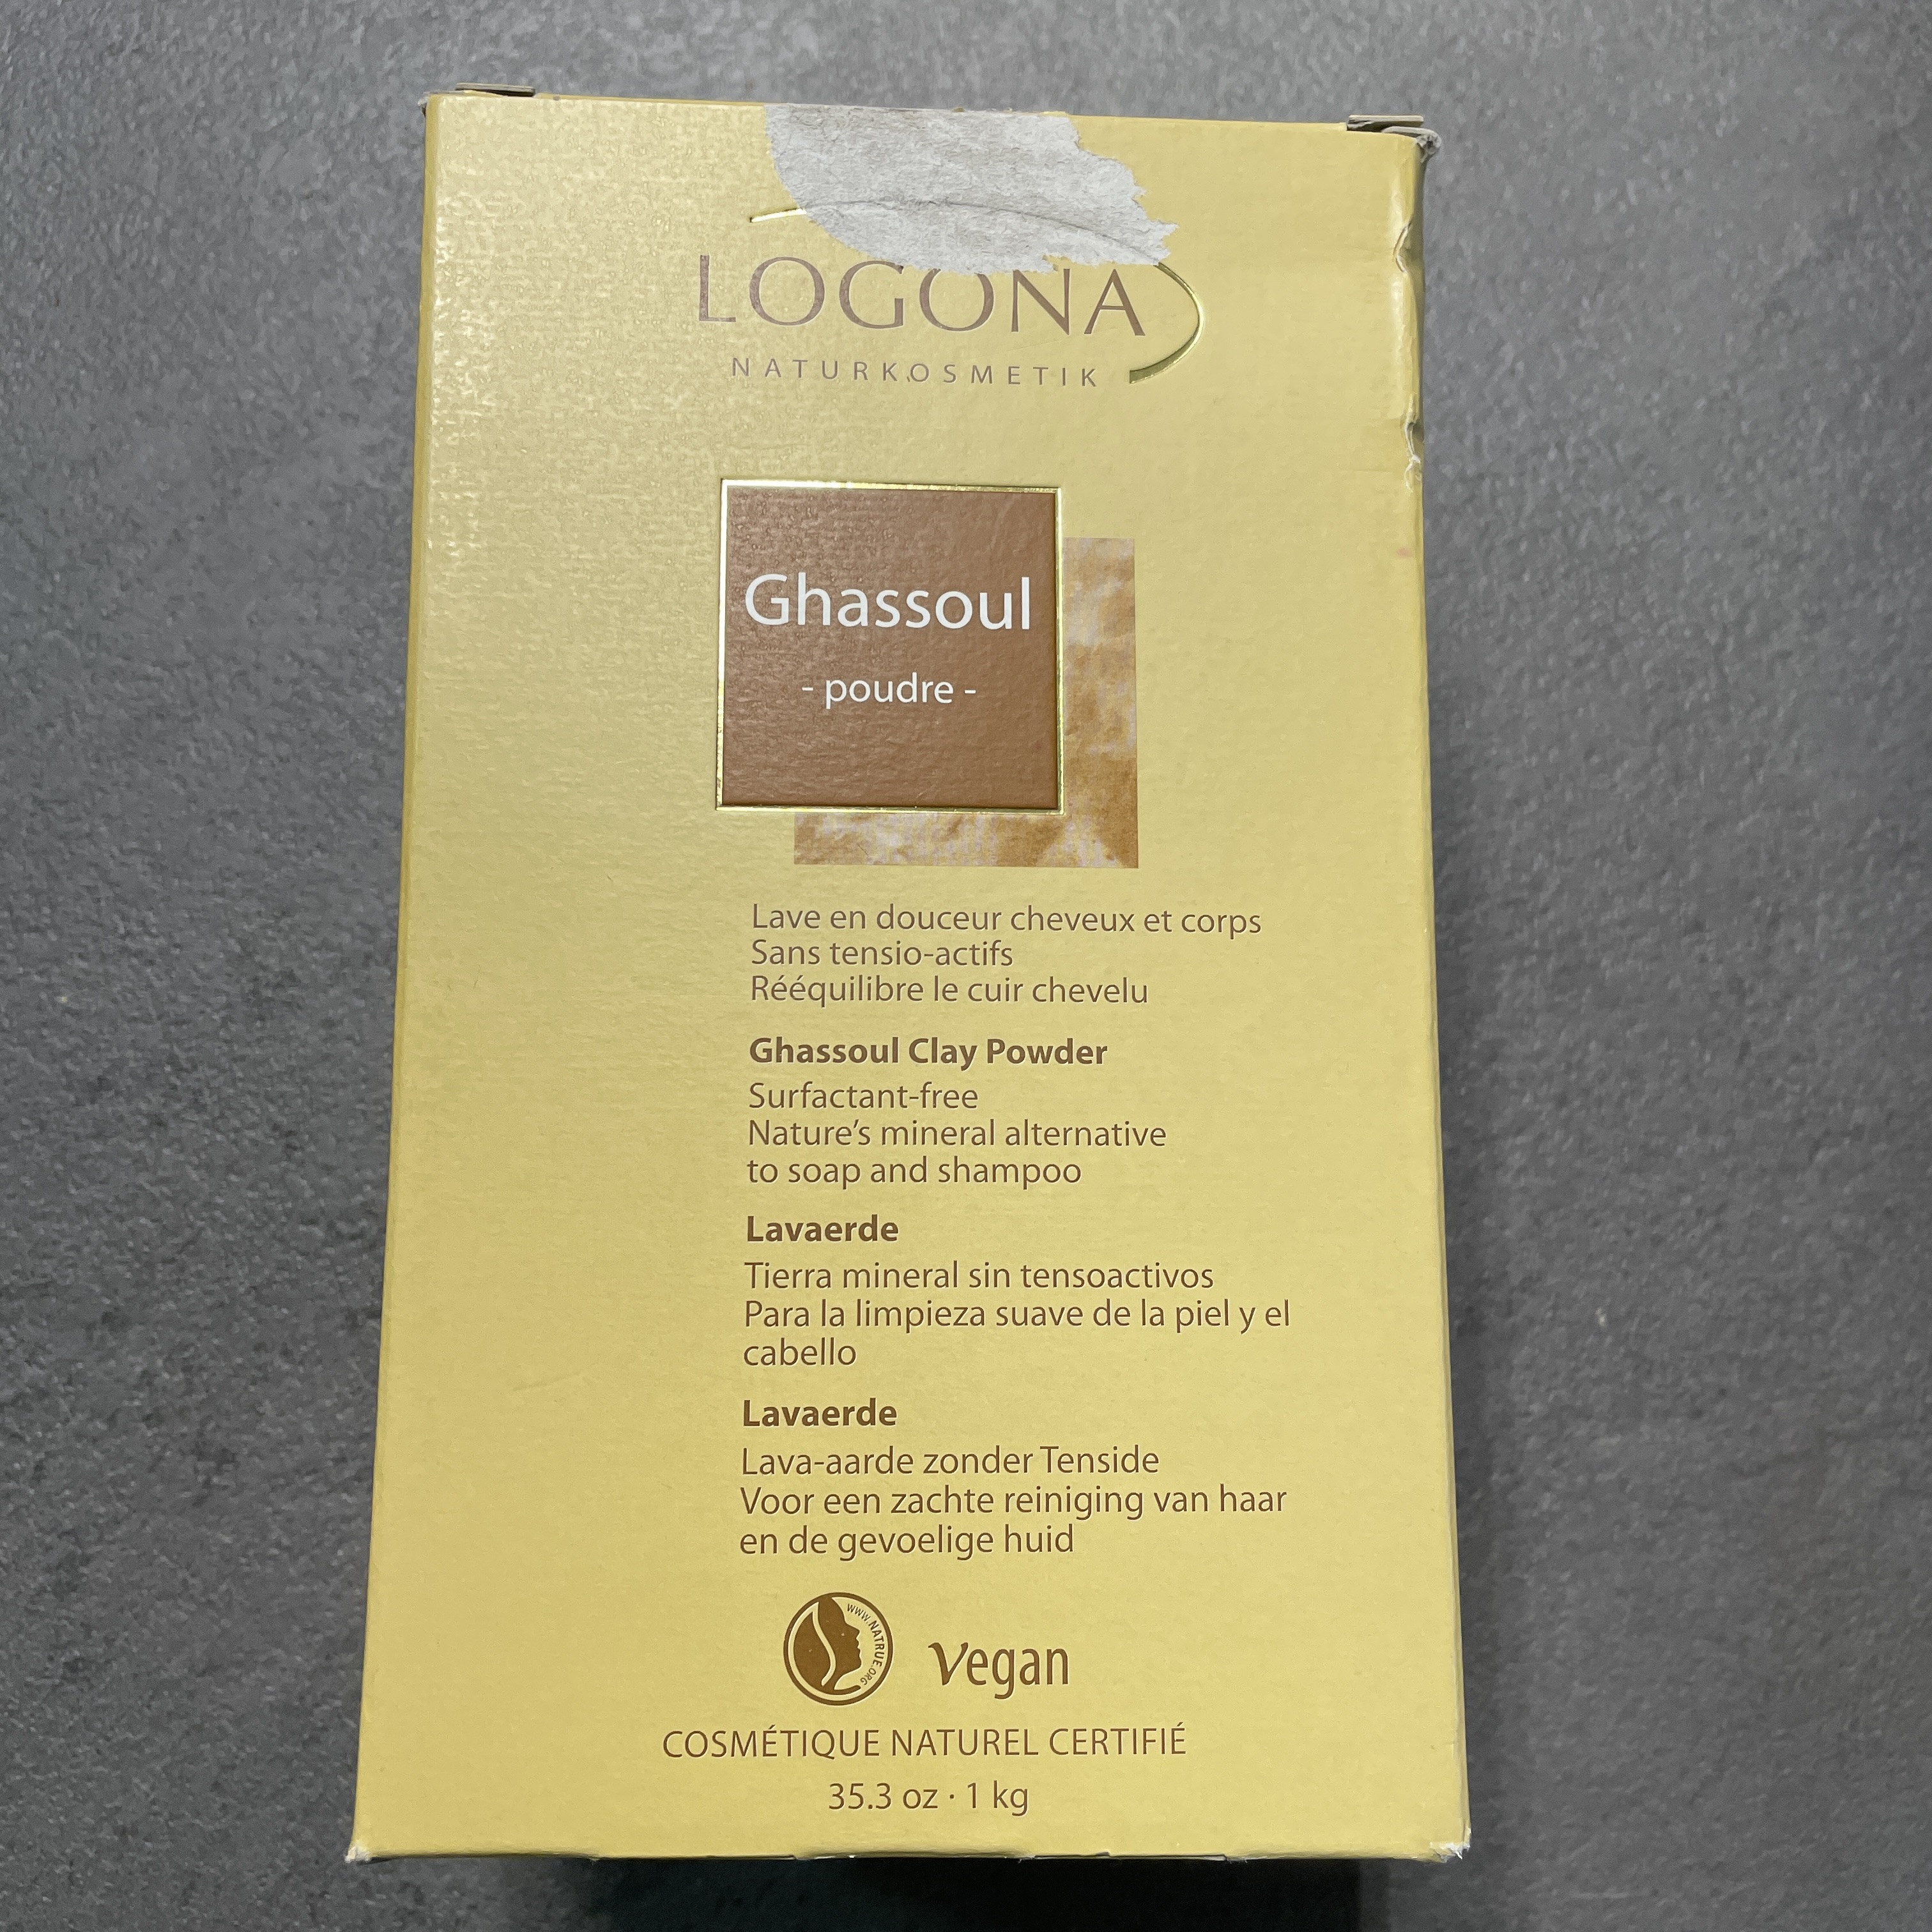 LOGONA
NATURKOSMETIK
Ghassoul
- poudre -
Lave en douceur cheveux et corps
Sans tensio-actifs
Rééquilibre le cuir chevelu
Ghassoul Clay Powder
Surfactant-free
Nature's mineral alternative
to soap and shampoo
Lavaerde
Tierra mineral sin tensoactivos
Para la limpieza suave de la piel y el
cabello
Lavaerde
Lava-aarde zonder Tenside
Voor een zachte reiniging van haar
en de gevoelige huid
WWW.NATRUE.ORG
Vegan
COSMÉTIQUE NATUREL CERTIFIÉ
35.3 oz · 1 kg